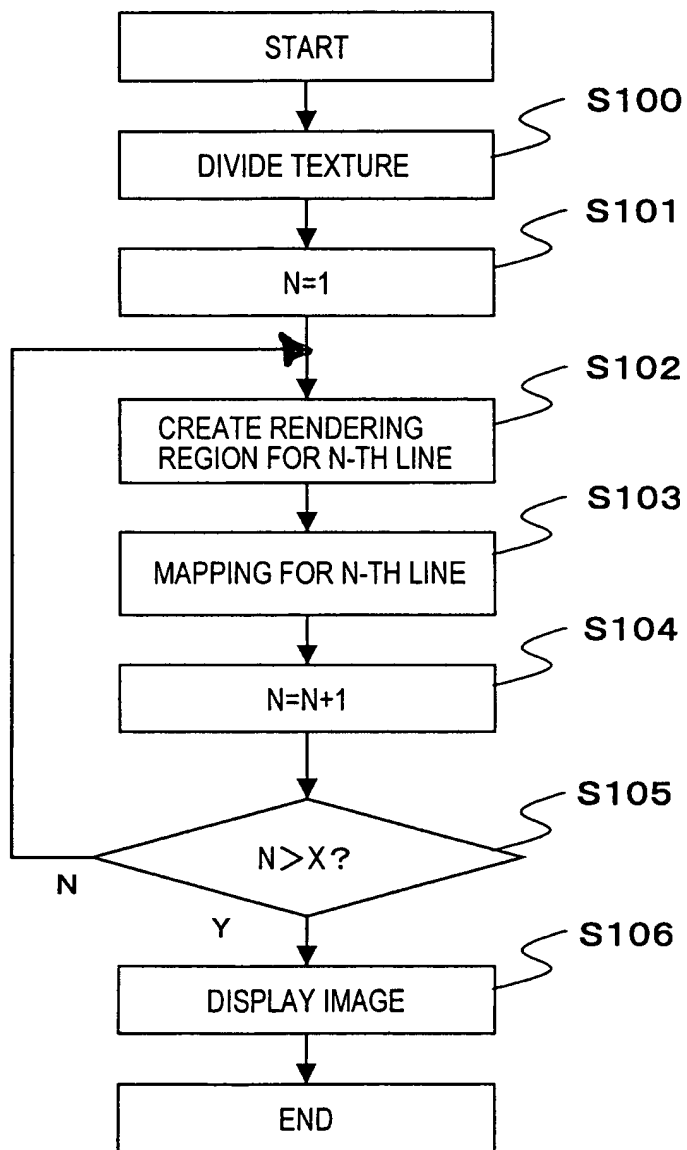 START
S100
DIVIDE TEXTURE
S101
N=1
S102
CREATE RENDERING
REGION FOR N-TH LINE
S103
MAPPING FOR N-TH LINE
S104
N=N+1
S105
N>X?
N
Y
S106
DISPLAY IMAGE
END